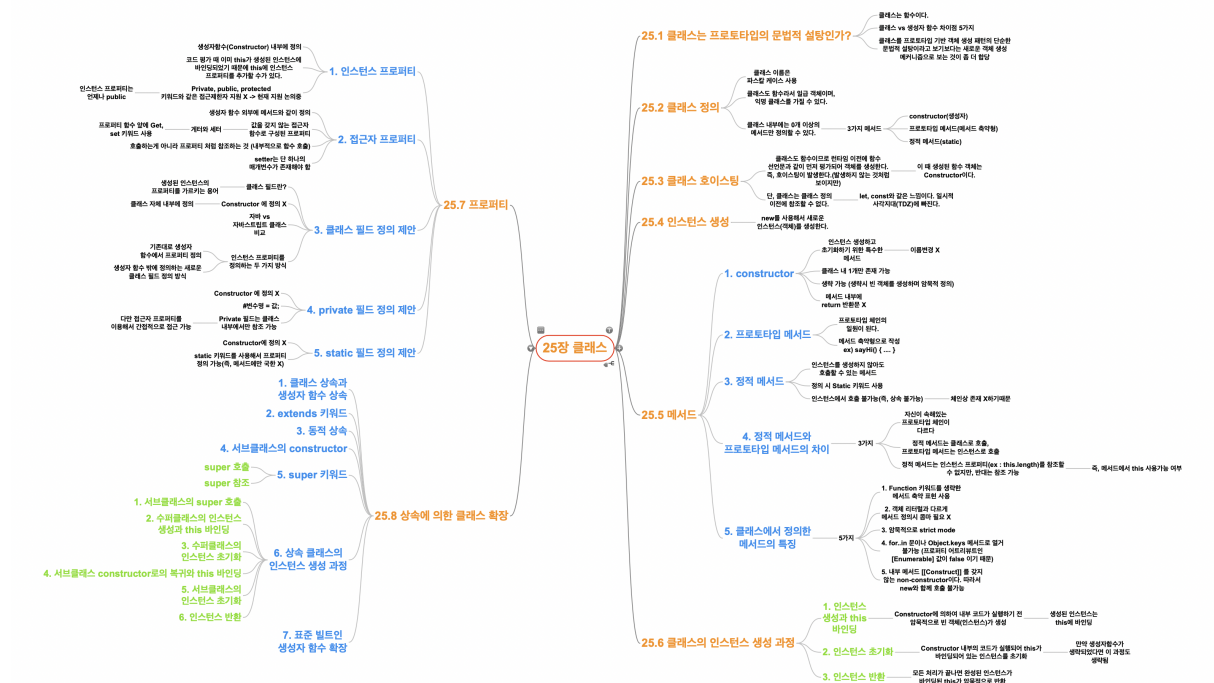 25장 클래스
25.1 클래스는 프로토타입의 문법적 설탕인가?
클래스는 함수이다.
클래스 vs 생성자 함수 차이점 5가지
클래스를 프로토타입 기반 객체 생성 패턴의 단순한
문법적 설탕이라고 보기보다는 새로운 객체 생성
메커니즘으로 보는 것이 좀 더 합당
25.2 클래스 정의
클래스 이름은
파스칼 케이스 사용
클래스도 함수라서 일급 객체이며,
익명 클래스를 가질 수 있다.
클래스 내부에는 0개 이상의
메서드만 정의할 수 있다.
3가지 메서드
constructor(생성자)
프로토타입 메서드(메서드 축약형)
정적 메서드(static)
25.3 클래스 호이스팅
클래스도 함수이므로 런타임 이전에 함수
선언문과 같이 먼저 평가되어 객체를 생성한다.
즉, 호이스팅이 발생한다.(발생하지 않는 것처럼
보이지만)
이 때 생성된 함수 객체는
Constructor이다.
단, 클래스는 클래스 정의
이전에 참조할 수 없다.
let, const와 같은 느낌이다. 일시적
사각지대(TDZ)에 빠진다.
25.4 인스턴스 생성
new를 사용해서 새로운
인스턴스(객체)를 생성한다.
25.5 메서드
1. constructor
인스턴스 생성하고
초기화하기 위한 특수한
메서드
이름변경 X
클래스 내 1개만 존재 가능
생략 가능 (생략시 빈 객체를 생성하며 암묵적 정의)
메서드 내부에
return 반환문 X
2. 프로토타입 메서드
프로토타입 체인의
일원이 된다.
메서드 축약형으로 작성
ex) sayHi() { .... }
3. 정적 메서드
인스턴스를 생성하지 않아도
호출할 수 있는 메서드
정의 시 Static 키워드 사용
인스턴스에서 호출 불가능(즉, 상속 불가능)
체인상 존재 X하기때문
4. 정적 메서드와
프로토타입 메서드의 차이
3가지
자신이 속해있는
프로토타입 체인이
다르다
정적 메서드는 클래스로 호출,
프로토타입 메서드는 인스턴스로 호출
정적 메서드는 인스턴스 프로퍼티(ex : this.length)를 참조할
수 없지만, 반대는 참조 가능
즉, 메서드에서 this 사용가능 여부
5. 클래스에서 정의한
메서드의 특징
5가지
1. Function 키워드를 생략한
메서드 축약 표현 사용
2. 객체 리터럴과 다르게
메서드 정의시 콤마 필요 X
3. 암묵적으로 strict mode
4. for..in 문이나 Object.keys 메서드로 열거
불가능 (프로퍼티 어트리뷰트인
[Enumerable] 값이 false 이기 때문)
5. 내부 메서드 [[Construct]] 를 갖지
않는 non-constructor이다. 따라서
new와 함께 호출 불가능
25.6 클래스의 인스턴스 생성 과정
1. 인스턴스
생성과 this
바인딩
Constructor에 의하여 내부 코드가 실행하기 전
암묵적으로 빈 객체(인스턴스)가 생성
생성된 인스턴스는
this에 바인딩
2. 인스턴스 초기화
Constructor 내부의 코드가 실행되어 this가
바인딩되어 있는 인스턴스를 초기화
만약 생성자함수가
생략되었다면 이 과정도
생략됨
3. 인스턴스 반환
모든 처리가 끝나면 완성된 인스턴스가
바인딩된 this가 암묵적으로 반환
25.7 프로퍼티
1. 인스턴스 프로퍼티
생성자함수(Constructor) 내부에 정의
코드 평가 때 이미 this가 생성된 인스턴스에
바인딩되었기 때문에 this에 인스턴스
프로퍼티를 추가할 수가 있다.
Private, public, protected
키워드와 같은 접근제한자 지원 X -> 현재 지원 논의중
인스턴스 프로퍼티는
언제나 public
2. 접근자 프로퍼티
생성자 함수 외부에 메서드와 같이 정의
값을 갖지 않는 접근자
함수로 구성된 프로퍼티
게터와 세터
프로퍼티 함수 앞에 Get,
set 키워드 사용
호출하는게 아니라 프로퍼티 처럼 참조하는 것 (내부적으로 함수 호출)
setter는 단 하나의
매개변수가 존재해야 함
3. 클래스 필드 정의 제안
클래스 필드란?
생성된 인스턴스의
프로퍼티를 가르키는 용어
Constructor 에 정의 X
클래스 자체 내부에 정의
자바 vs
자바스트립트 클래스
비교
인스턴스 프로퍼티를
정의하는 두 가지 방식
기존대로 생성자
함수에서 프로퍼티 정의
생성자 함수 밖에 정의하는 새로운
클래스 필드 정의 방식
4. private 필드 정의 제안
Constructor 에 정의 X
#변수명 = 값;
Private 필드는 클래스
내부에서만 참조 가능
다만 접근자 프로퍼티를
이용해서 간접적으로 접근 가능
5. static 필드 정의 제안
Constructor에 정의 X
static 키워드를 사용해서 프로퍼티
정의 가능(즉, 메서드에만 국한 X)
25.8 상속에 의한 클래스 확장
1. 클래스 상속과
생성자 함수 상속
2. extends 키워드
3. 동적 상속
4. 서브클래스의 constructor
5. super 키워드
super 호출
super 참조
6. 상속 클래스의
인스턴스 생성 과정
1. 서브클래스의 super 호출
2. 수퍼클래스의 인스턴스
생성과 this 바인딩
3. 수퍼클래스의
인스턴스 초기화
4. 서브클래스 constructor로의 복귀와 this 바인딩
5. 서브클래스의
인스턴스 초기화
6. 인스턴스 반환
7. 표준 빌트인
생성자 함수 확장